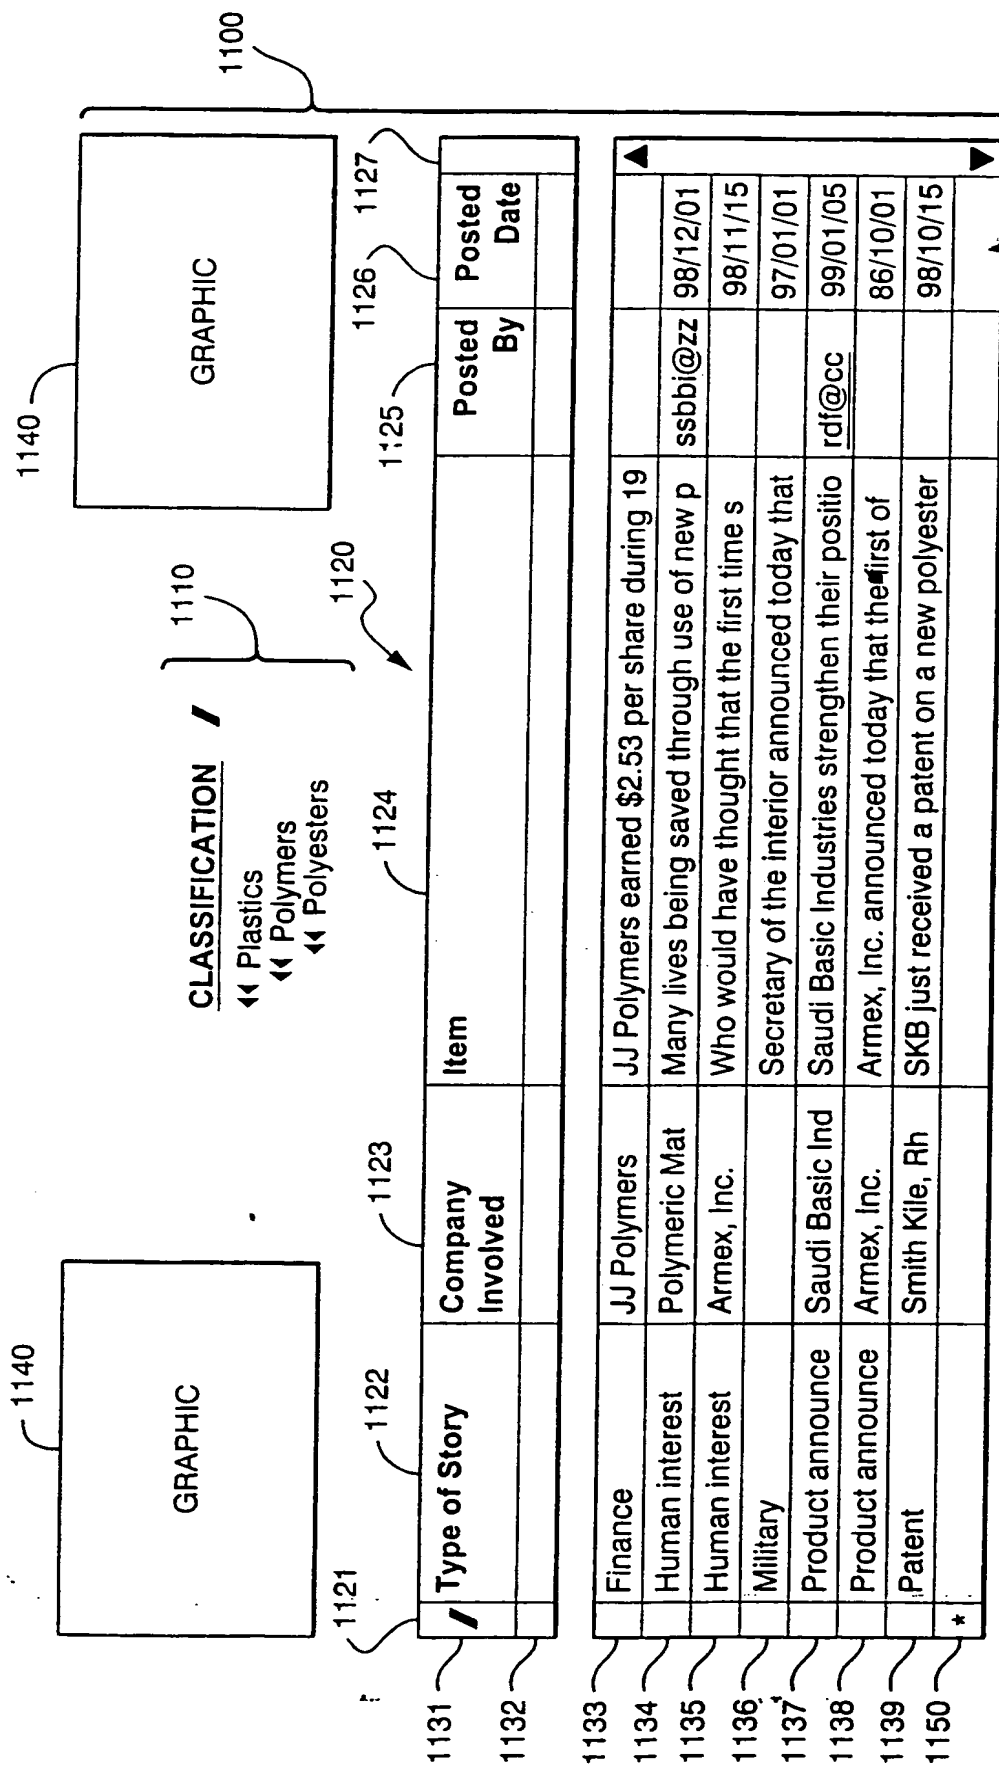 1140
1140
1100
GRAPHIC
CLASSIFICATION
Plastics
Polymers
Polyesters
1110
GRAPHIC
1120
1121
1122
1123
1124
1125
1126
1127
1131
Type of Story Company Involved Item Posted By Posted Date
1132
1133 Finance JJ Polymers JJ Polymers earned $2.53 per share during 19
1134 Human interest Polymeric Mat Many lives being saved through use of new p ssbbi@zz 98/12/01
1135 Human interest Armex, Inc. Who would have thought that the first time s 98/11/15
1136 Military Secretary of the interior announced today that 97/01/01
1137 Product announce Saudi Basic Ind Saudi Basic Industries strengthen their positio rdf@cc 99/01/05
1138 Product announce Armex, Inc. Armex, Inc. announced today that the first of 86/10/01
1139 Patent Smith Kile, Rh SKB just received a patent on a new polyester 98/10/15
1150 *